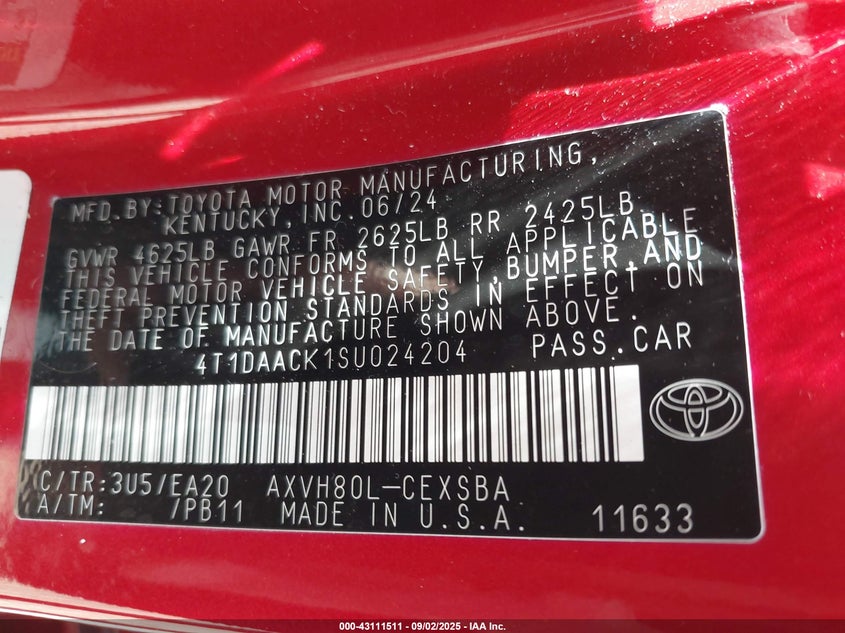 MFD.BY:TOYOTA MOTOR MANUFACTURING,
KENTUCKY,INC.06/24
GVWR 4625LB GAWR FR 2625LB RR 2425LB
THIS VEHICLE CONFORMS TO ALL APPLICABLE
FEDERAL MOTOR VEHICLE SAFETY,BUMPER,AND
THEFT PREVENTION STANDARDS IN EFFECT ON
THE DATE OF MANUFACTURE SHOWN ABOVE.
4T1DAACK1SU024204 PASS.CAR
C/TR:3U5/EA20 AXVH80L-CEXSBA
A/TM: /PB11 MADE IN U.S.A. 11633
000-43111511 - 09/02/2025 - IAA Inc.